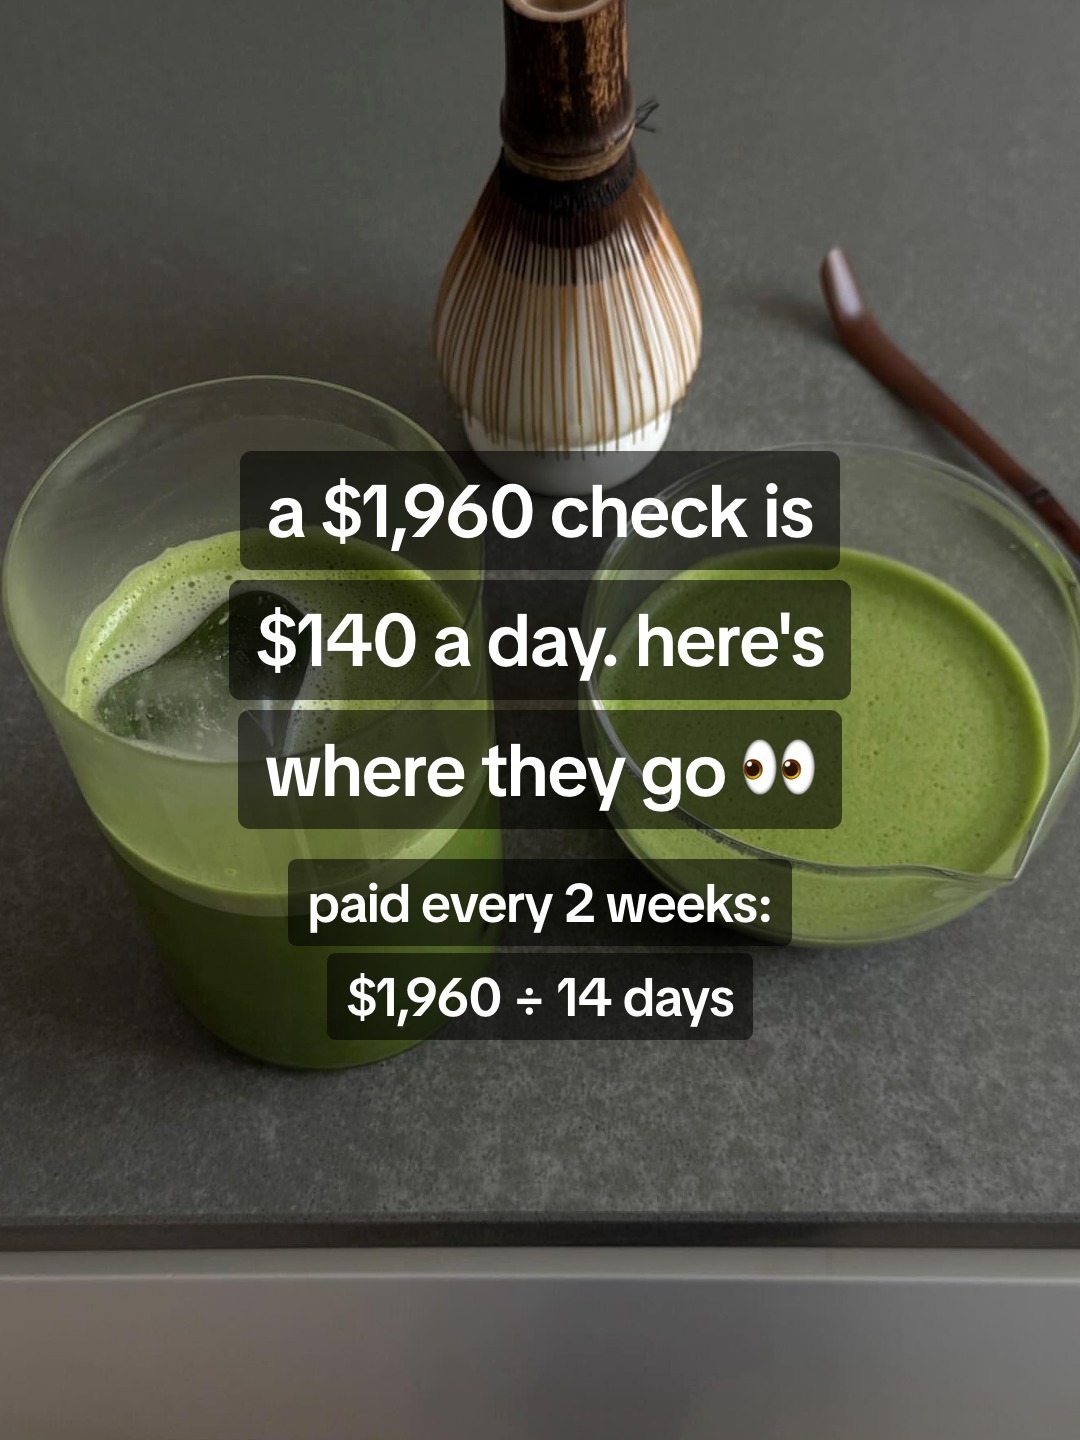 a $1,960 check is
$140 a day. here's
where they go 👀
paid every 2 weeks:
$1,960 ÷ 14 days